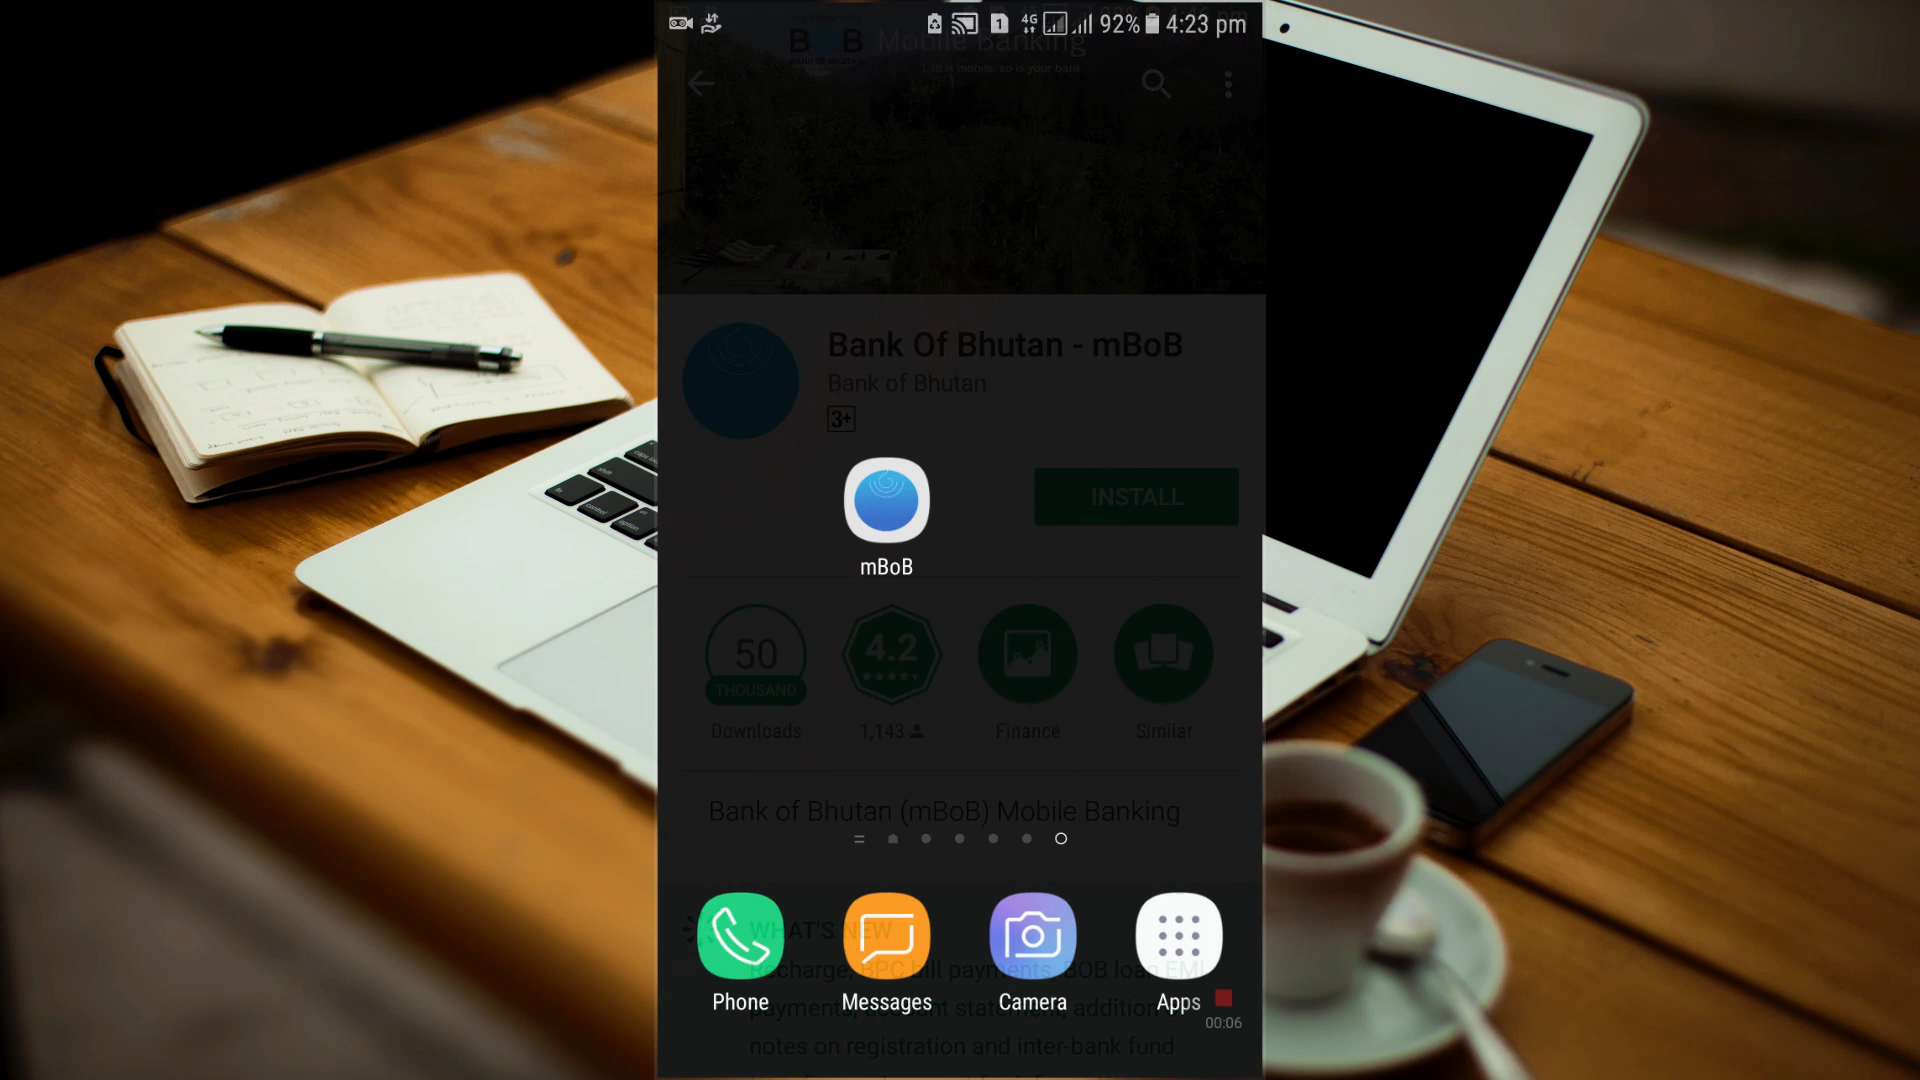 92% 4:23 pm
BOB Mobile Banking
Life is mobile, so is your bank
Bank Of Bhutan - mBoB
Bank of Bhutan
3+
INSTALL
mBoB
50
THOUSAND
4.2
Downloads
1,143
Finance
Similar
Bank of Bhutan (mBoB) Mobile Banking
WHAT'S NEW
Recharge, BPC bill payments, BOB loan EMI
payments, account statement, addition
notes on registration and inter-bank fund
Phone
Messages
Camera
Apps
00:06